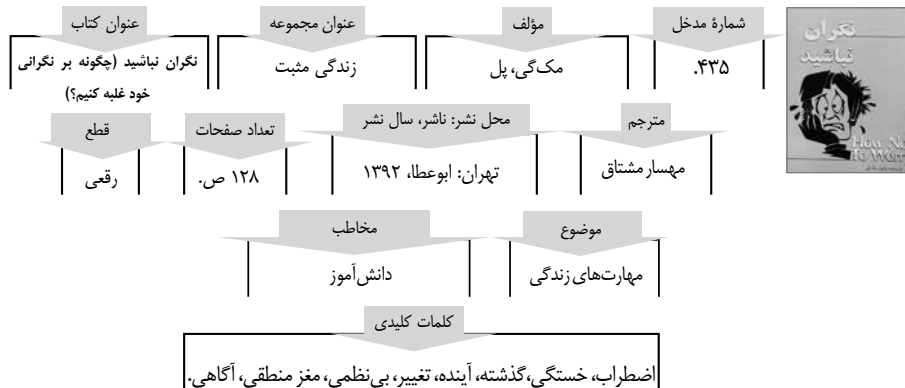 شمارۀ مدخل
مؤلف
عنوان مجموعه
عنوان کتاب
۴۳۵.
مک‌گی، پل
زندگی مثبت
نگران نباشید (چگونه بر نگرانی
خود غلبه کنیم؟)
نگران
نباشید
How No
To Worr
مترجم
محل نشر: ناشر، سال نشر
تعداد صفحات
قطع
مهسار مشتاق
تهران: ابوعطا، ۱۳۹۲
۱۲۸ ص.
رقعی
موضوع
مخاطب
مهارت‌های زندگی
دانش‌آموز
کلمات کلیدی
اضطراب، خستگی،گذشته، آینده، تغییر، بی‌نظمی، مغز منطقی، آگاهی.